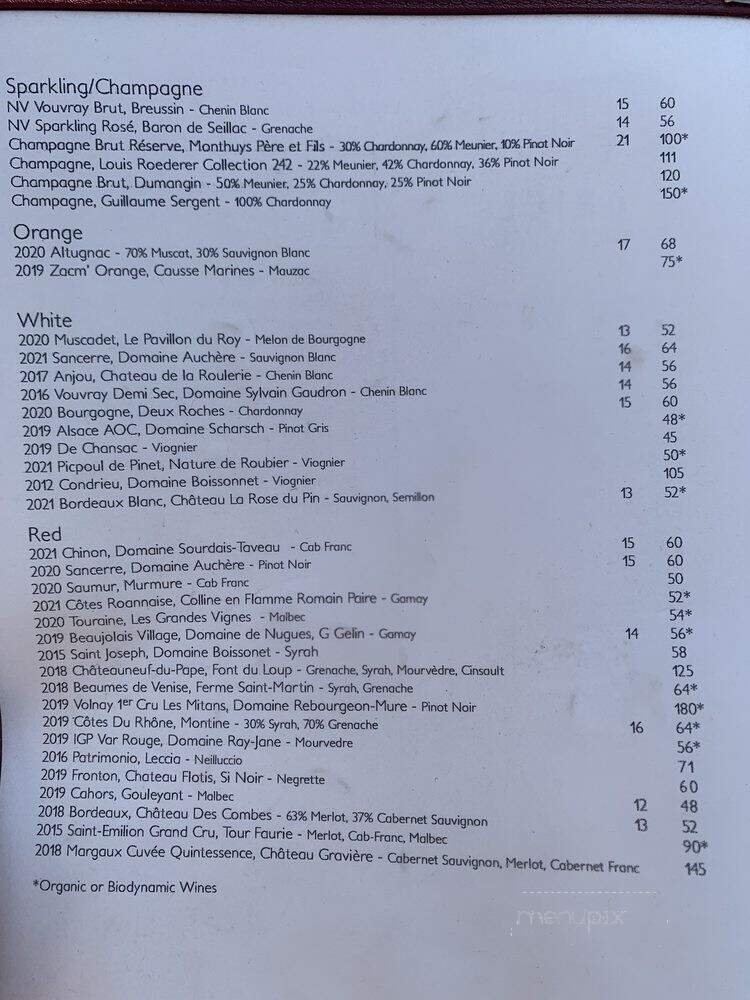 Sparkling/Champagne
NV Vouvray Brut, Breussin - Chenin Blanc 15 60
NV Sparkling Rosé, Baron de Seillac - Grenache 14 56
Champagne Brut Réserve, Monthuys Père et Fils - 30% Chardonnay, 60% Meunier, 10% Pinot Noir 21 100*
Champagne, Louis Roederer Collection 242 - 22% Meunier, 42% Chardonnay, 36% Pinot Noir 111
Champagne Brut, Dumangin - 50% Meunier, 25% Chardonnay, 25% Pinot Noir 120
Champagne, Guillaume Sergent - 100% Chardonnay 150*
Orange
2020 Altugnac - 70% Muscat, 30% Sauvignon Blanc 17 68
2019 Zacm' Orange, Causse Marines - Mauzac 75*
White
2020 Muscadet, Le Pavillon du Roy - Melon de Bourgogne 13 52
2021 Sancerre, Domaine Auchère - Sauvignon Blanc 16 64
2017 Anjou, Chateau de la Roulerie - Chenin Blanc 14 56
2016 Vouvray Demi Sec, Domaine Sylvain Gaudron - Chenin Blanc 14 56
2020 Bourgogne, Deux Roches - Chardonnay 15 60
2019 Alsace AOC, Domaine Scharsch - Pinot Gris 48*
2019 De Chansac - Viognier 45
2021 Picpoul de Pinet, Nature de Roubier - Viognier 50*
2012 Condrieu, Domaine Boissonnet - Viognier 105
2021 Bordeaux Blanc, Château La Rose du Pin - Sauvignon, Semillon 13 52*
Red
2021 Chinon, Domaine Sourdais-Taveau - Cab Franc 15 60
2020 Sancerre, Domaine Auchère - Pinot Noir 15 60
2020 Saumur, Murmure - Cab Franc 50
2021 Côtes Roannaise, Colline en Flamme Romain Paire - Gamay 52*
2020 Touraine, Les Grandes Vignes - Malbec 54*
2019 Beaujolais Village, Domaine de Nugues, G Gelin - Gamay 14 56*
2015 Saint Joseph, Domaine Boissonet - Syrah 58
2018 Châteauneuf-du-Pape, Font du Loup - Grenache, Syrah, Mourvèdre, Cinsault 125
2018 Beaumes de Venise, Ferme Saint-Martin - Syrah, Grenache 64*
2019 Volnay 1er Cru Les Mitans, Domaine Rebourgeon-Mure - Pinot Noir 180*
2019 Côtes Du Rhône, Montine - 30% Syrah, 70% Grenache 16 64*
2019 IGP Var Rouge, Domaine Ray-Jane - Mourvedre 56*
2016 Patrimonio, Leccia - Neilluccio 71
2019 Fronton, Chateau Flotis, Si Noir - Negrette 60
2019 Cahors, Gouleyant - Malbec 12 48
2018 Bordeaux, Château Des Combes - 63% Merlot, 37% Cabernet Sauvignon 13 52
2015 Saint-Emilion Grand Cru, Tour Faurie - Merlot, Cab-Franc, Malbec 90*
2018 Margaux Cuvée Quintessence, Château Gravière - Cabernet Sauvignon, Merlot, Cabernet Franc 145
*Organic or Biodynamic Wines
menupix